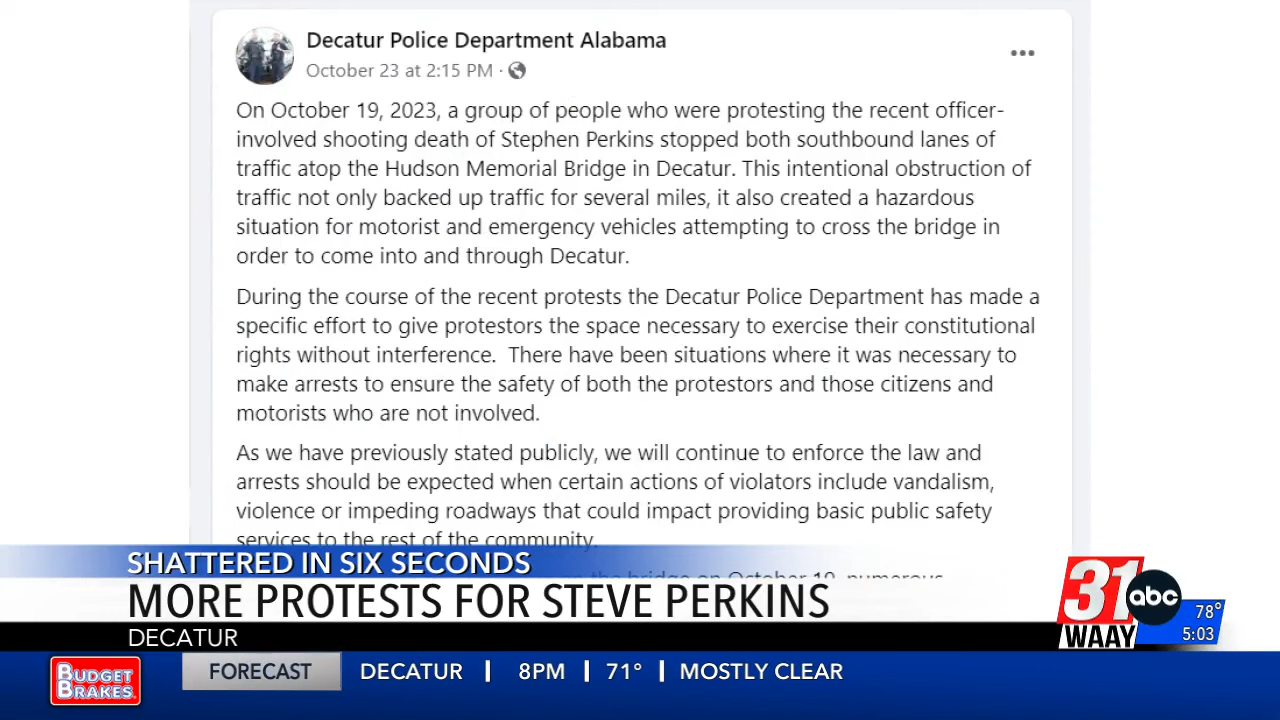 Decatur Police Department Alabama
October 23 at 2:15 PM ·
On October 19, 2023, a group of people who were protesting the recent officer-
involved shooting death of Stephen Perkins stopped both southbound lanes of
traffic atop the Hudson Memorial Bridge in Decatur. This intentional obstruction of
traffic not only backed up traffic for several miles, it also created a hazardous
situation for motorist and emergency vehicles attempting to cross the bridge in
order to come into and through Decatur.
During the course of the recent protests the Decatur Police Department has made a
specific effort to give protestors the space necessary to exercise their constitutional
rights without interference.  There have been situations where it was necessary to
make arrests to ensure the safety of both the protestors and those citizens and
motorists who are not involved.
As we have previously stated publicly, we will continue to enforce the law and
arrests should be expected when certain actions of violators include vandalism,
violence or impeding roadways that could impact providing basic public safety
services to the rest of the community.
the bridge on October 19, numerous
SHATTERED IN SIX SECONDS
MORE PROTESTS FOR STEVE PERKINS
DECATUR
31
abc
WAAY
78°
5:03
BUDGET
BRAKES
FORECAST
DECATUR | 8PM | 71° | MOSTLY CLEAR